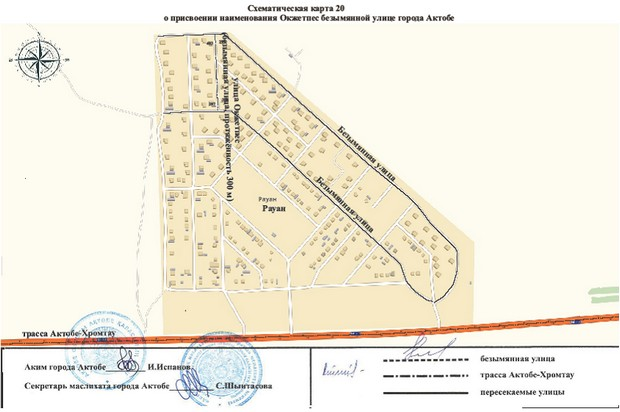 Схематическая карта 20
о присвоении наименования Окжетпес безымянной улице города Актобе
улица Окжетпес
(безымянная улица, протяженность 300 м)
Безымянная улица
Безымянная улица
Рауан
Рауан
трасса Актобе-Хромтау
Аким города Актобе И.Испанов
Секретарь маслихата города Актобе С.Шынтасова
безымянная улица
трасса Актобе-Хромтау
пересекаемые улицы